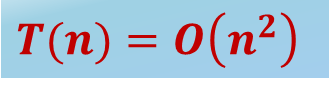 T(n) = O(n²)